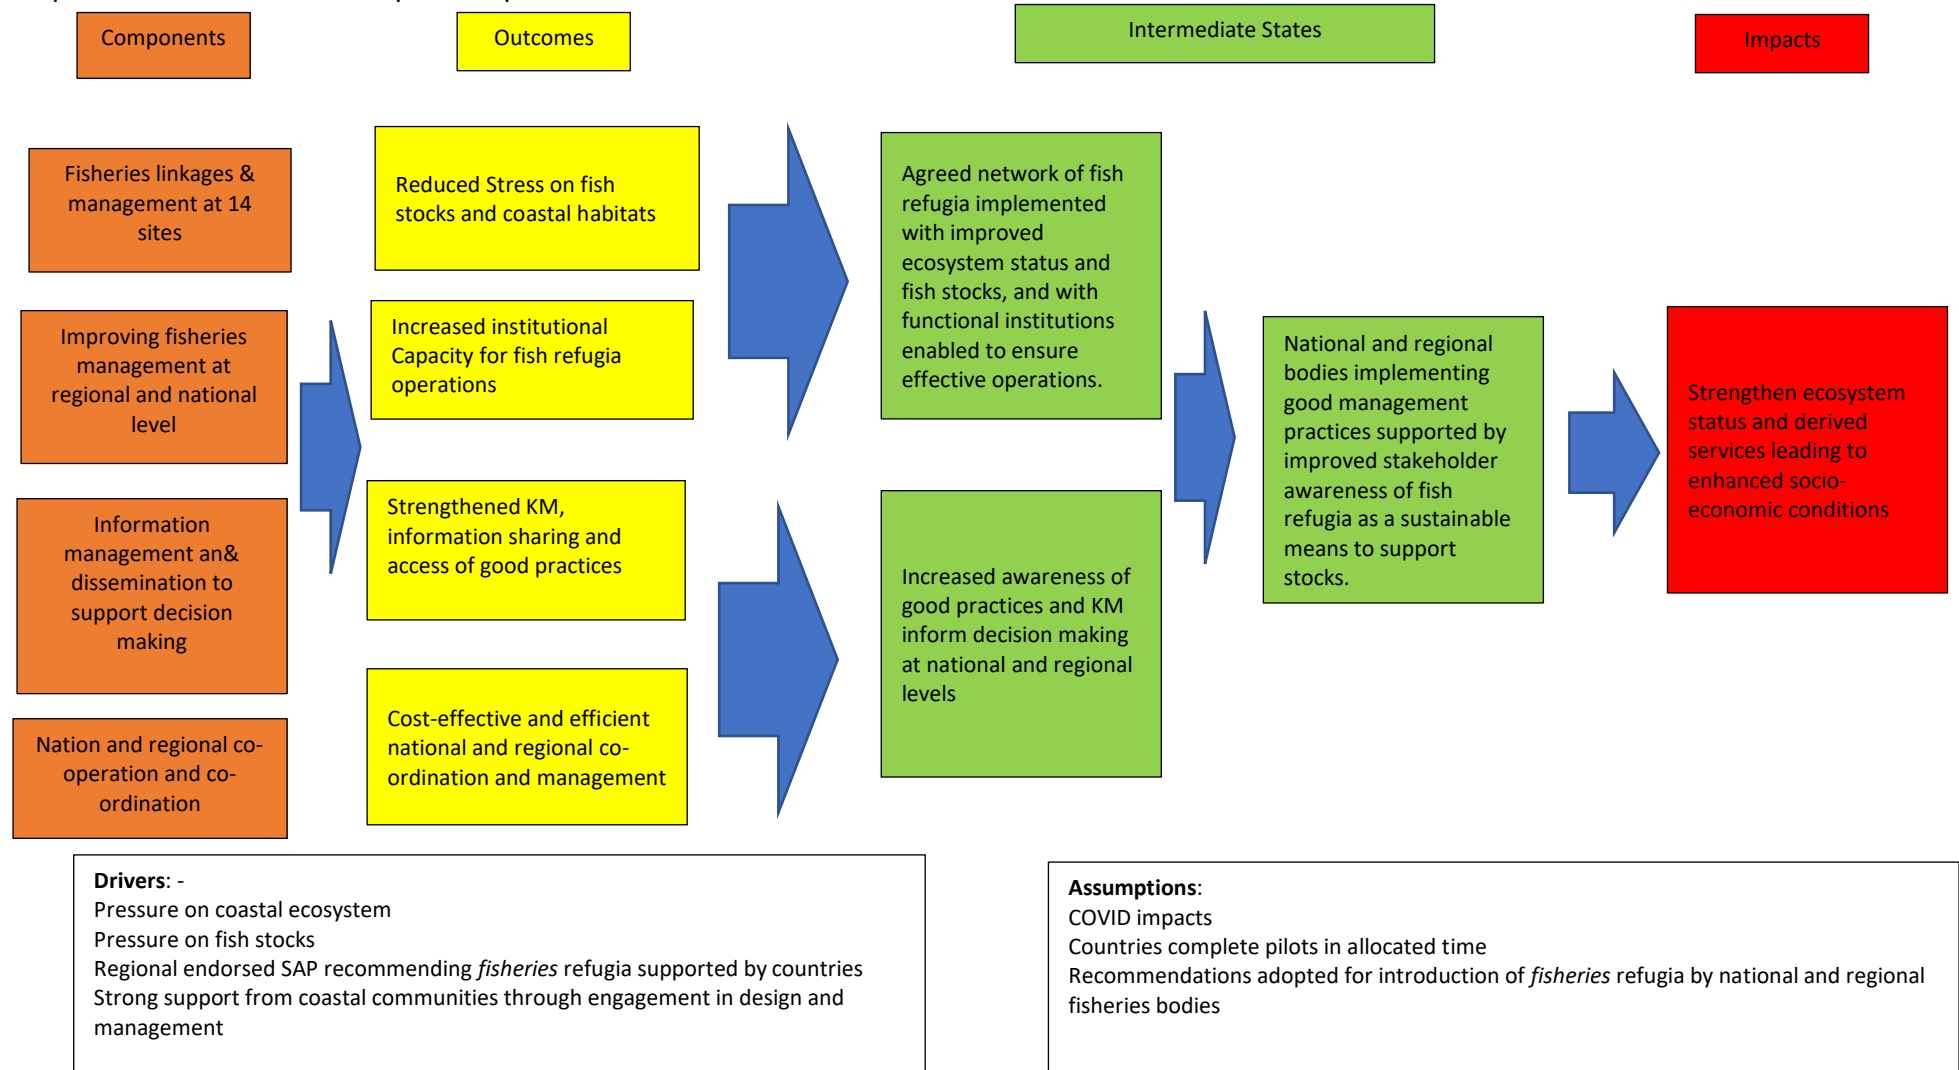 Components
Outcomes
Intermediate States
Impacts
Fisheries linkages &
management at 14
sites
Improving fisheries
management at
regional and national
level
Information
management an&
dissemination to
support decision
making
Nation and regional co-
operation and co-
ordination
Reduced Stress on fish
stocks and coastal habitats
Increased institutional
Capacity for fish refugia
operations
Strengthened KM,
information sharing and
access of good practices
Cost-effective and efficient
national and regional co-
ordination and management
Agreed network of fish
refugia implemented
with improved
ecosystem status and
fish stocks, and with
functional institutions
enabled to ensure
effective operations.
Increased awareness of
good practices and KM
inform decision making
at national and regional
levels
National and regional
bodies implementing
good management
practices supported by
improved stakeholder
awareness of fish
refugia as a sustainable
means to support
stocks.
Strengthen ecosystem
status and derived
services leading to
enhanced socio-
economic conditions
Drivers: -
Pressure on coastal ecosystem
Pressure on fish stocks
Regional endorsed SAP recommending fisheries refugia supported by countries
Strong support from coastal communities through engagement in design and
management
Assumptions:
COVID impacts
Countries complete pilots in allocated time
Recommendations adopted for introduction of fisheries refugia by national and regional
fisheries bodies